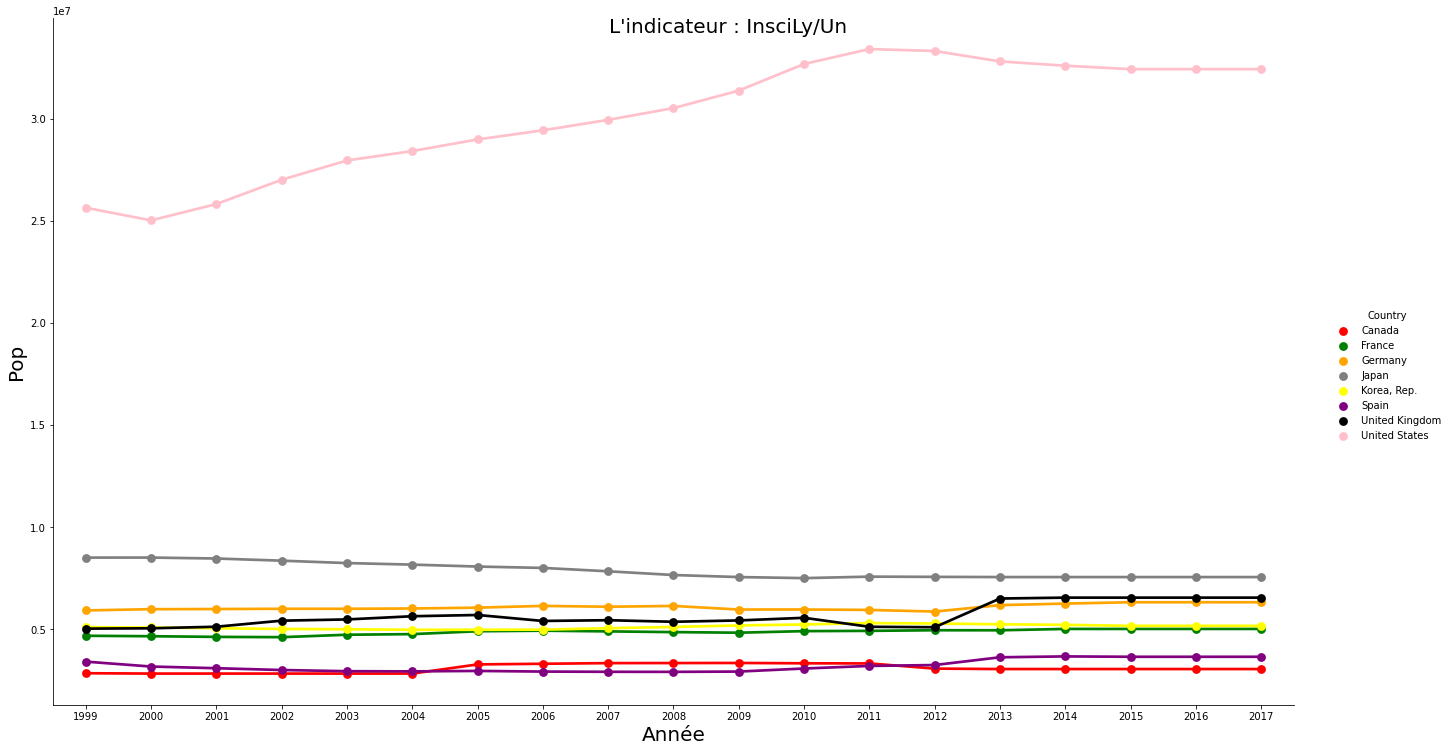 1e7
L'indicateur : InsciLy/Un
3.0
2.5
2.0
1.5
1.0
0.5
Pop
1999 2000 2001 2002 2003 2004 2005 2006 2007 2008 2009 2010 2011 2012 2013 2014 2015 2016 2017
Année
Country
Canada
France
Germany
Japan
Korea, Rep.
Spain
United Kingdom
United States